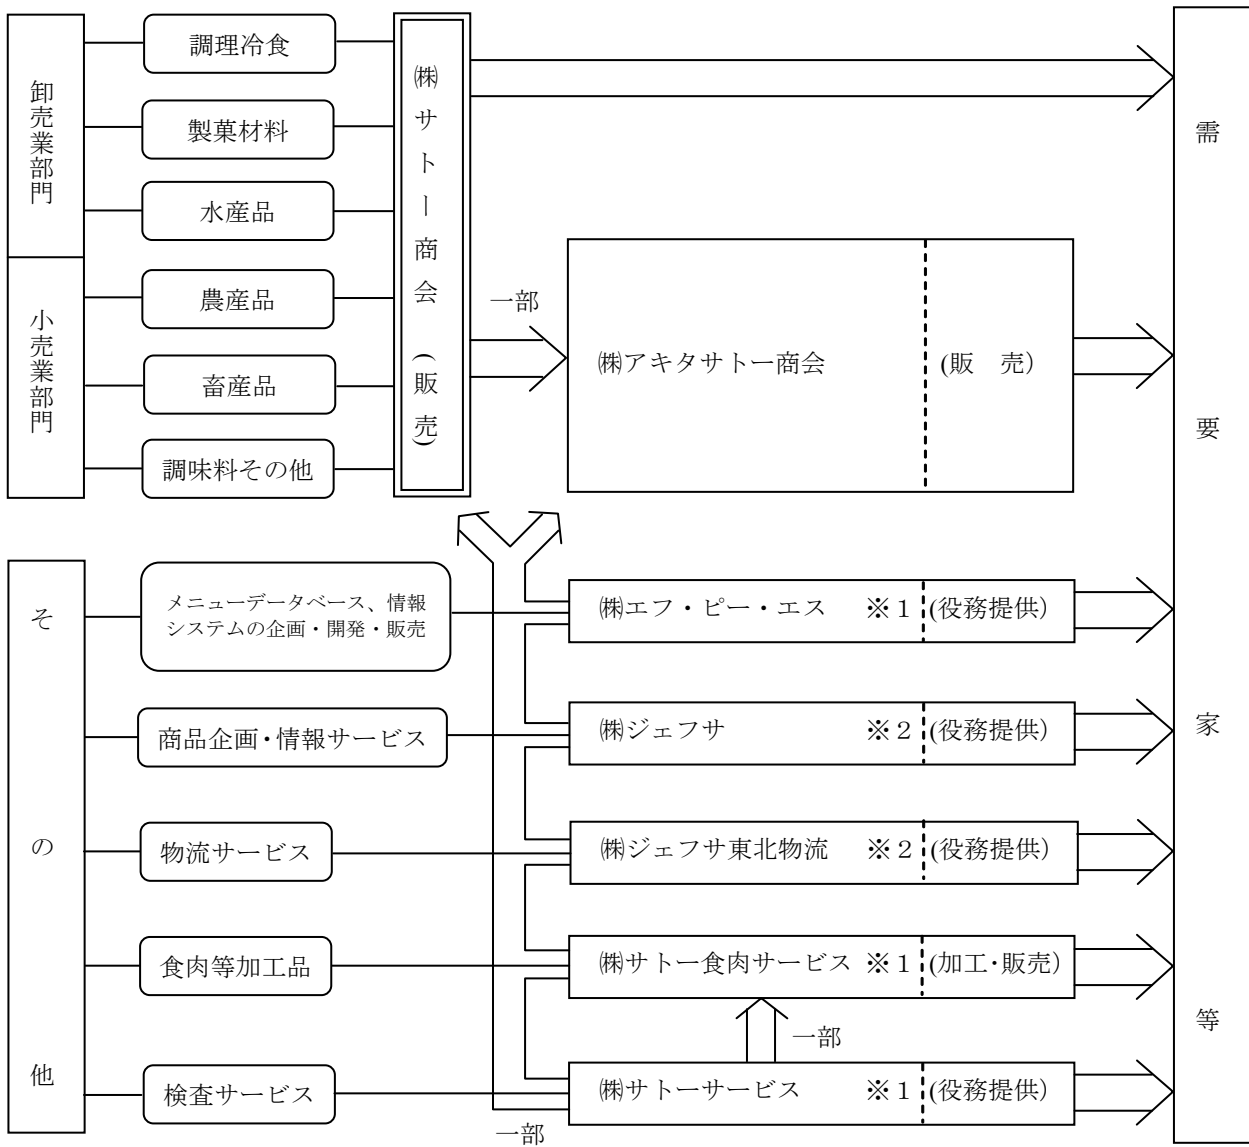 卸売業部門
小売業部門
調理冷食
製菓材料
水産品
農産品
畜産品
調味料その他
㈱サトー商会(販売)
一部
㈱アキタサトー商会
(販　売)
需要家等
その他
メニューデータベース、情報
システムの企画・開発・販売
㈱エフ・ピー・エス　※1
(役務提供)
商品企画・情報サービス
㈱ジェフサ　※2
(役務提供)
物流サービス
㈱ジェフサ東北物流　※2
(役務提供)
食肉等加工品
㈱サトー食肉サービス　※1
(加工・販売)
一部
検査サービス
㈱サトーサービス　※1
(役務提供)
一部